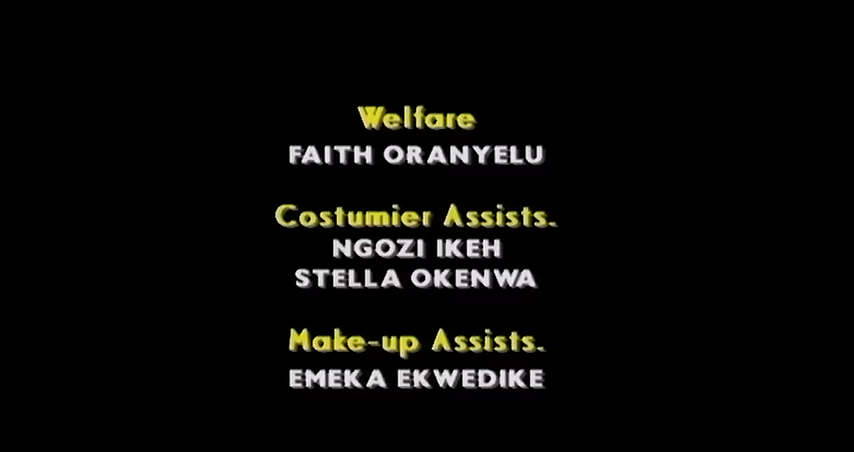 Welfare
FAITH ORANYELU
Costumier Assists.
NGOZI IKEH
STELLA OKENWA
Make-up Assists.
EMEKA EKWEDIKE